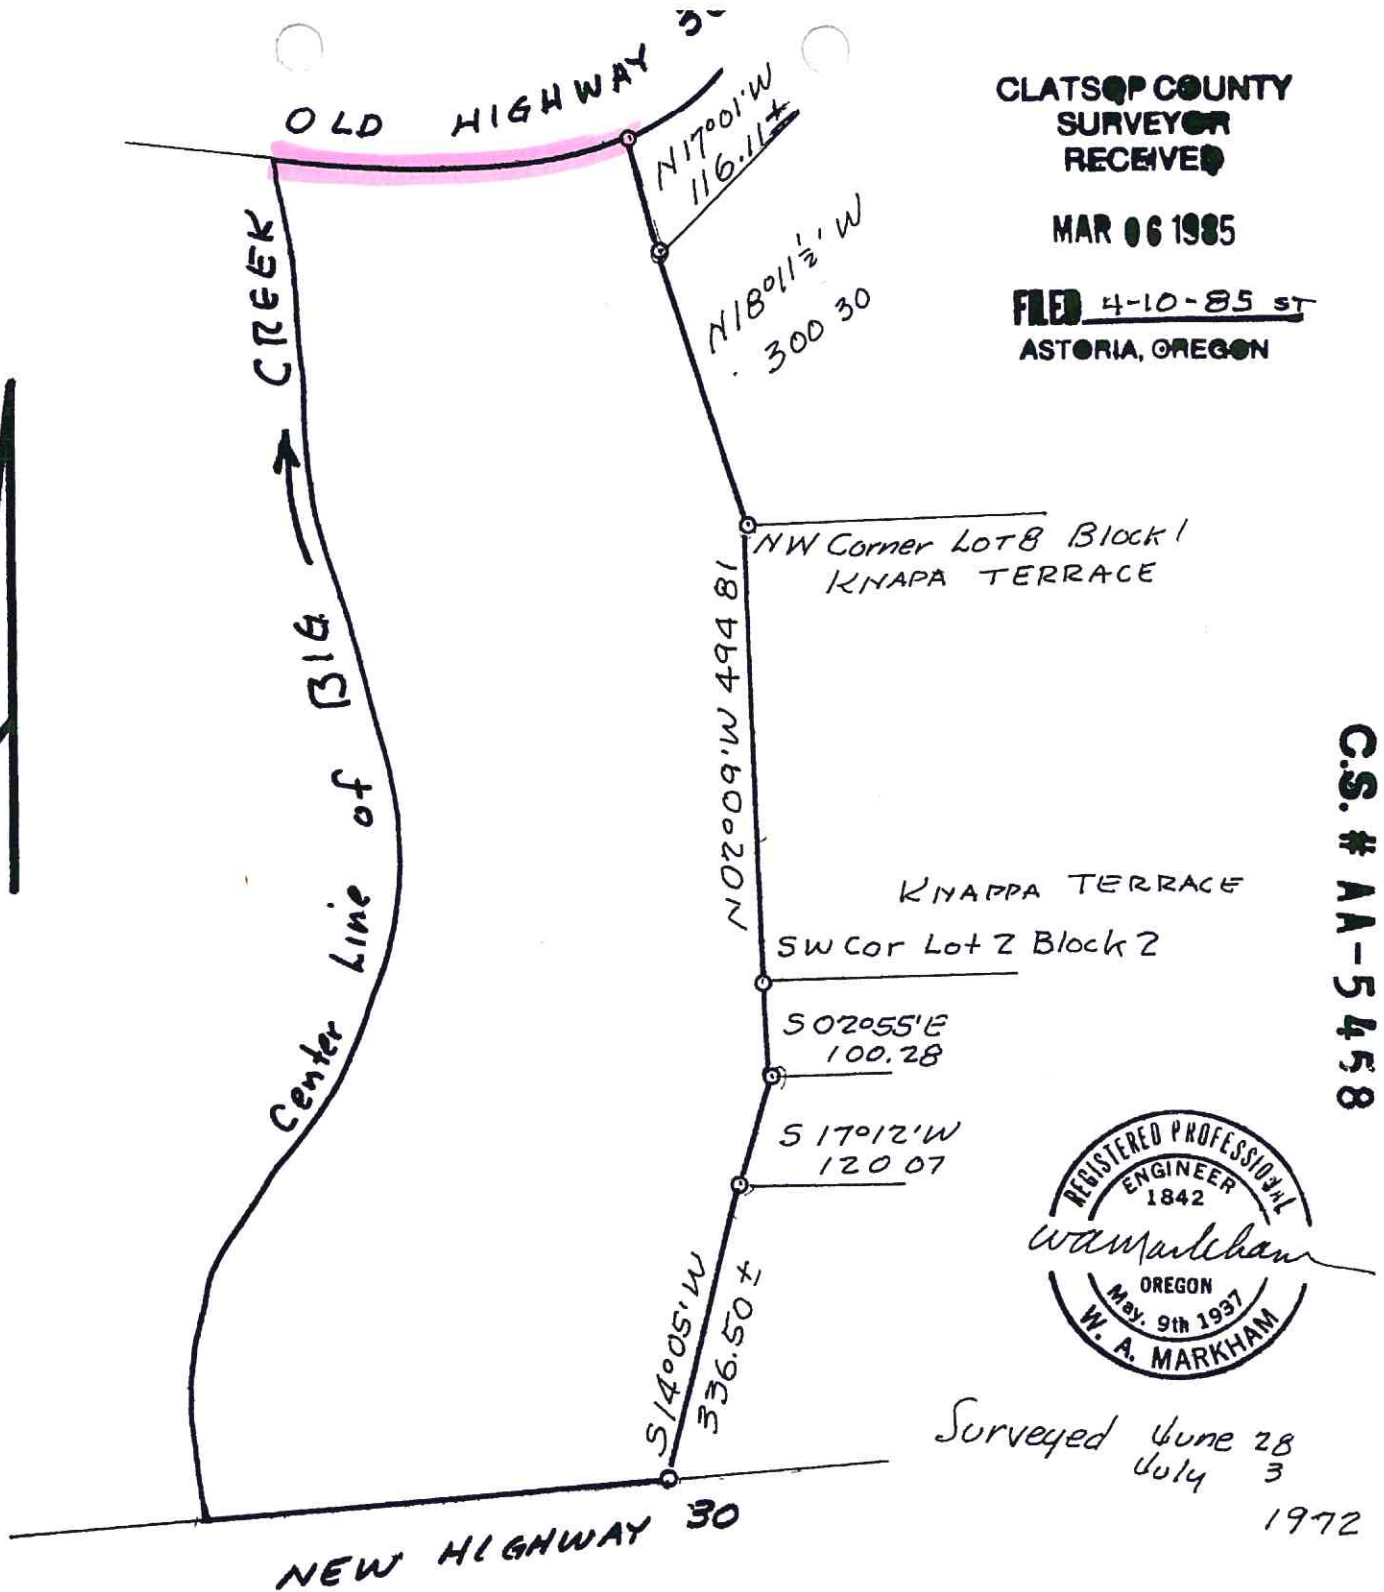 OLD HIGHWAY
N17°01'W
116.11±
CLATSOP COUNTY
SURVEYOR
RECEIVED
MAR 06 1985
FILED 4-10-85 ST
ASTORIA, OREGON
N18°11½'W
300 30
CREEK
BIG
of
Line
Center
NW Corner LOT 8 Block 1
KNAPA TERRACE
N02°09'W 494 81
KNAPPA TERRACE
SW Cor Lot 2 Block 2
S 02°55'E
100.28
S 17°12'W
120 07
S 14°05'W
336.50 ±
C.S. # AA-5458
REGISTERED PROFESSIONAL
ENGINEER
1842
WAMarkham
OREGON
May. 9th 1937
W. A. MARKHAM
Surveyed June 28
July 3
1972
NEW HIGHWAY 30